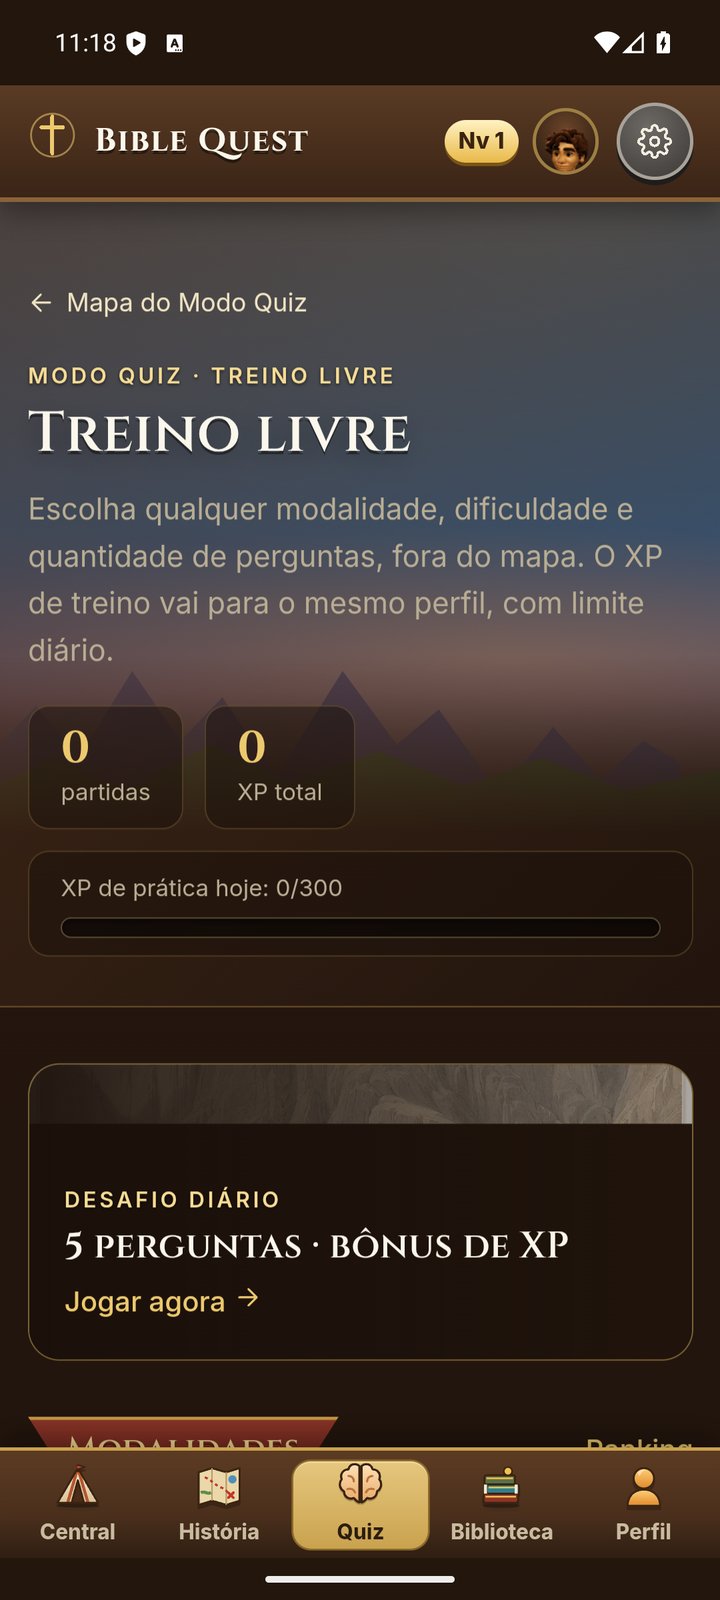 11:18
A
Bible Quest
Nv 1
← Mapa do Modo Quiz
MODO QUIZ · TREINO LIVRE
Treino livre
Escolha qualquer modalidade, dificuldade e
quantidade de perguntas, fora do mapa. O XP
de treino vai para o mesmo perfil, com limite
diário.
0
partidas
0
XP total
XP de prática hoje: 0/300
DESAFIO DIÁRIO
5 perguntas · bônus de XP
Jogar agora →
Modalidades
Ranking
Central
História
Quiz
Biblioteca
Perfil